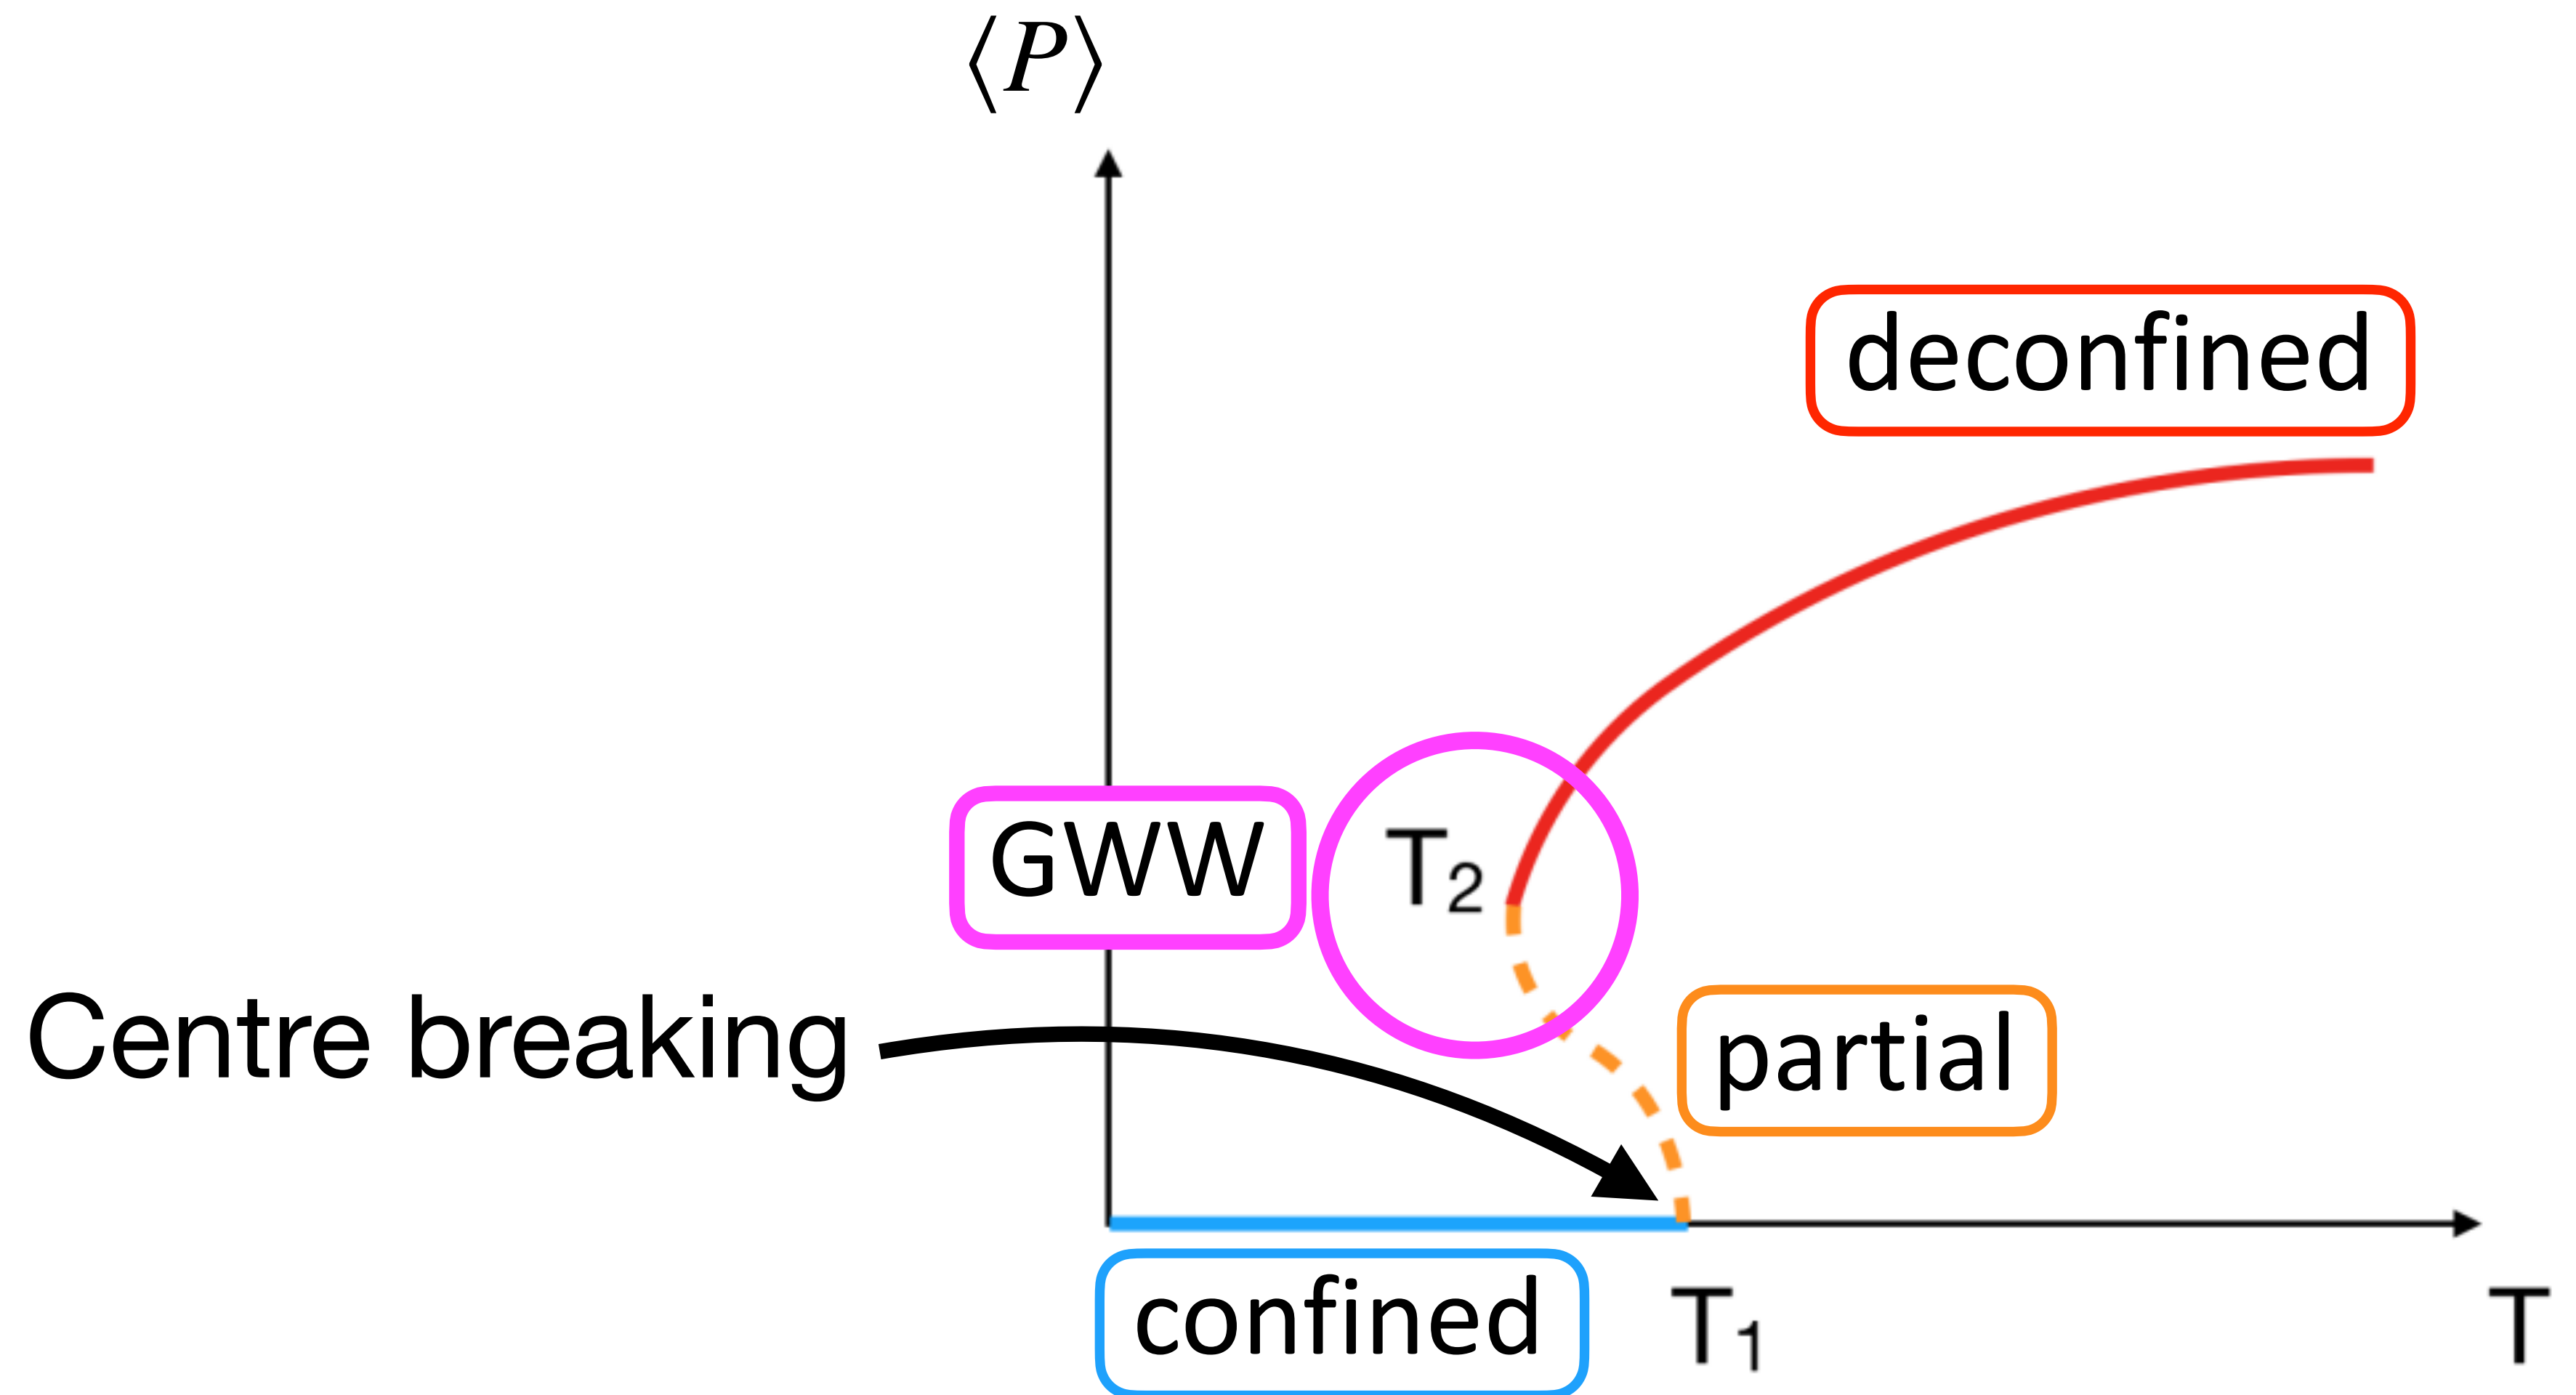 ⟨P⟩
deconfined
GWW
T₂
Centre breaking
partial
confined
T₁
T